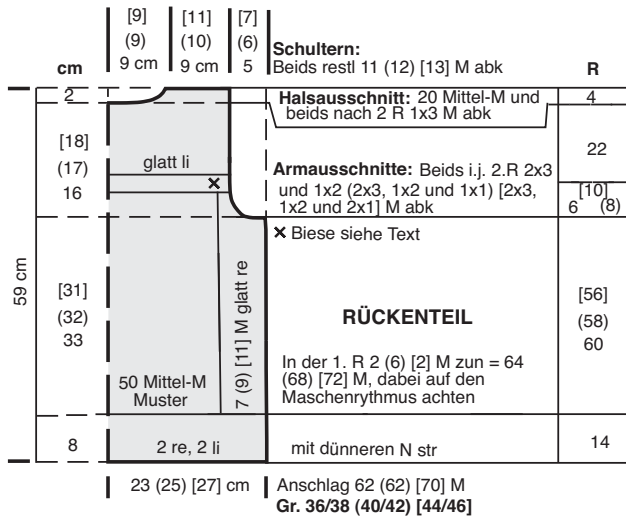 [9] [11] [7]
(9) (10) (6)
9 cm 9 cm 5
Schultern:
Beids restl 11 (12) [13] M abk
cm
R
2
Halsausschnitt: 20 Mittel-M und
beids nach 2 R 1x3 M abk
4
[18]
(17)
16
glatt li
22
Armausschnitte: Beids i.j. 2.R 2x3
und 1x2 (2x3, 1x2 und 1x1) [2x3,
1x2 und 2x1] M abk
[10]
6 (8)
× Biese siehe Text
59 cm
[31]
(32)
33
7 (9) [11] M glatt re
50 Mittel-M
Muster
RÜCKENTEIL
In der 1. R 2 (6) [2] M zun = 64
(68) [72] M, dabei auf den
Maschenrythmus achten
[56]
(58)
60
8
2 re, 2 li
mit dünneren N str
14
23 (25) [27] cm
Anschlag 62 (62) [70] M
Gr. 36/38 (40/42) [44/46]